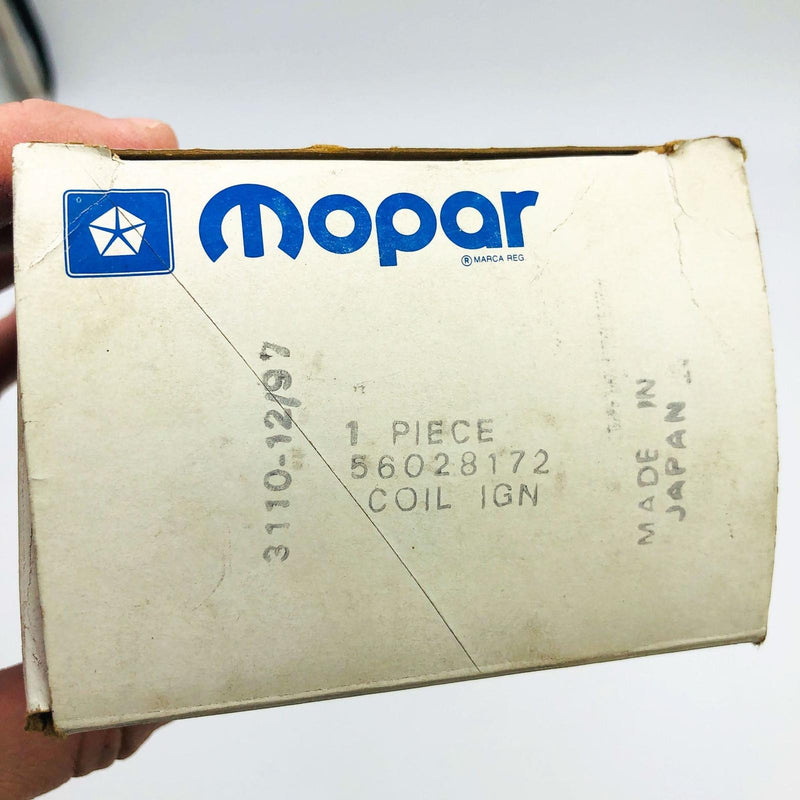 mopar
® MARCA REG
3110-12/97
1 PIECE
56028172
COIL IGN
MADE IN
JAPAN